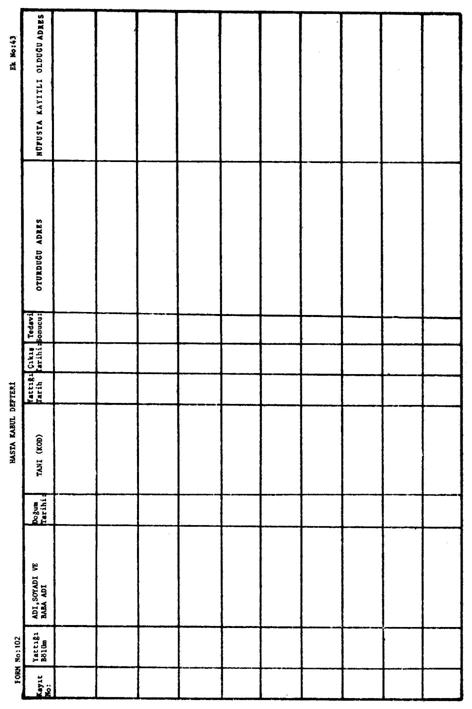 FORM No:102
HASTA KABUL DEFTERİ
Ek No:43
Kayıt
No:
Yattığı
Bölüm
ADI,SOYADI VE
BABA ADI
Doğum
Tarihi:
TANI (KOD)
Yattığı
Tarih
Çıkış
Tarihi
Tedavi
Sonucu:
OTURDUĞU ADRES
NÜFUSTA KAYITLI OLDUĞU ADRES